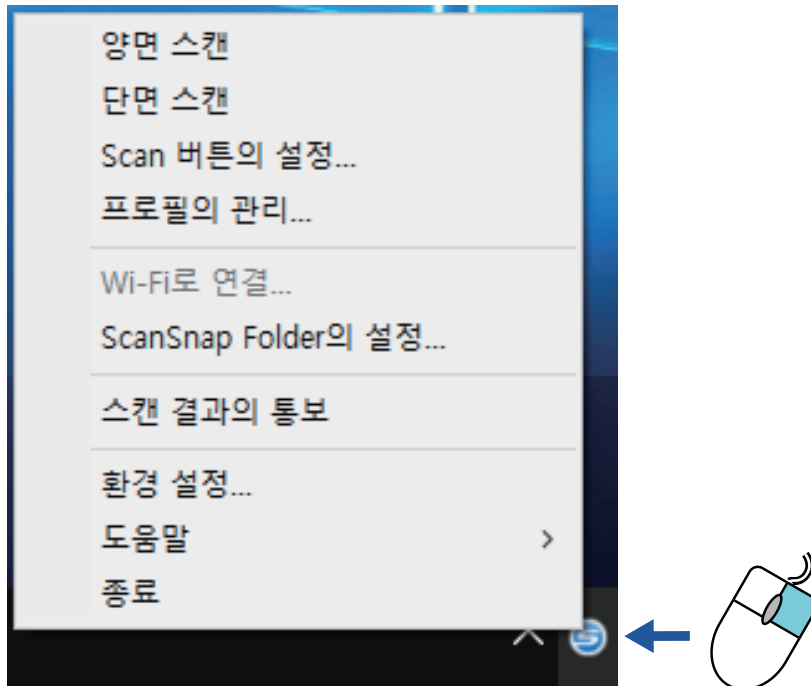 양면 스캔
단면 스캔
Scan 버튼의 설정...
프로필의 관리...
Wi-Fi로 연결...
ScanSnap Folder의 설정...
스캔 결과의 통보
환경 설정...
도움말
종료